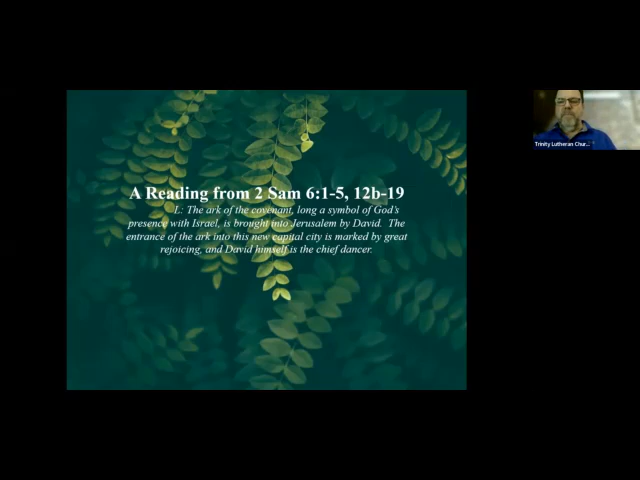 A Reading from 2 Sam 6:1-5, 12b-19
L: The ark of the covenant, long a symbol of God's
presence with Israel, is brought into Jerusalem by David.  The
entrance of the ark into this new capital city is marked by great
rejoicing, and David himself is the chief dancer.
Trinity Lutheran Chur...